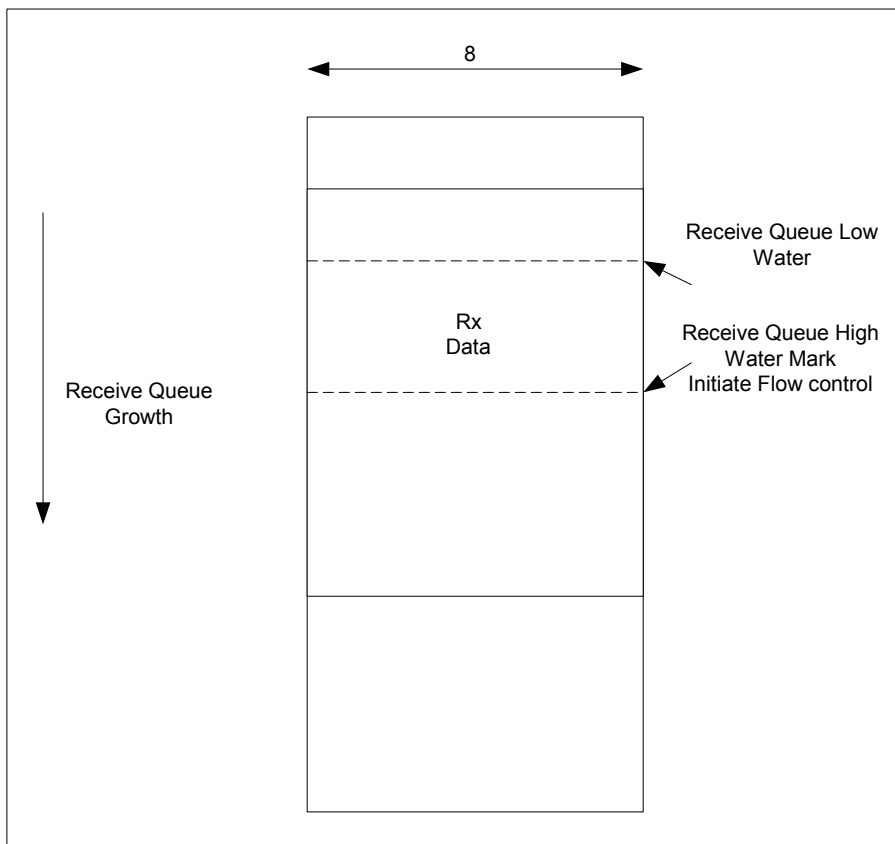 8
Receive Queue Low
Water
Rx
Data
Receive Queue High
Water Mark
Initiate Flow control
Receive Queue
Growth